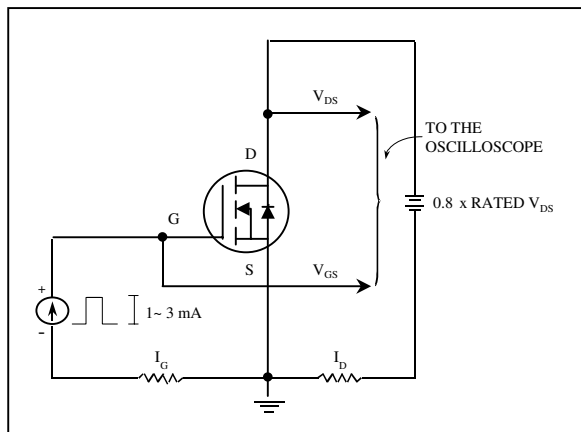 V_DS
TO THE
OSCILLOSCOPE
D
0.8 x RATED V_DS
G
S
V_GS
+
1~ 3 mA
-
I_G
I_D